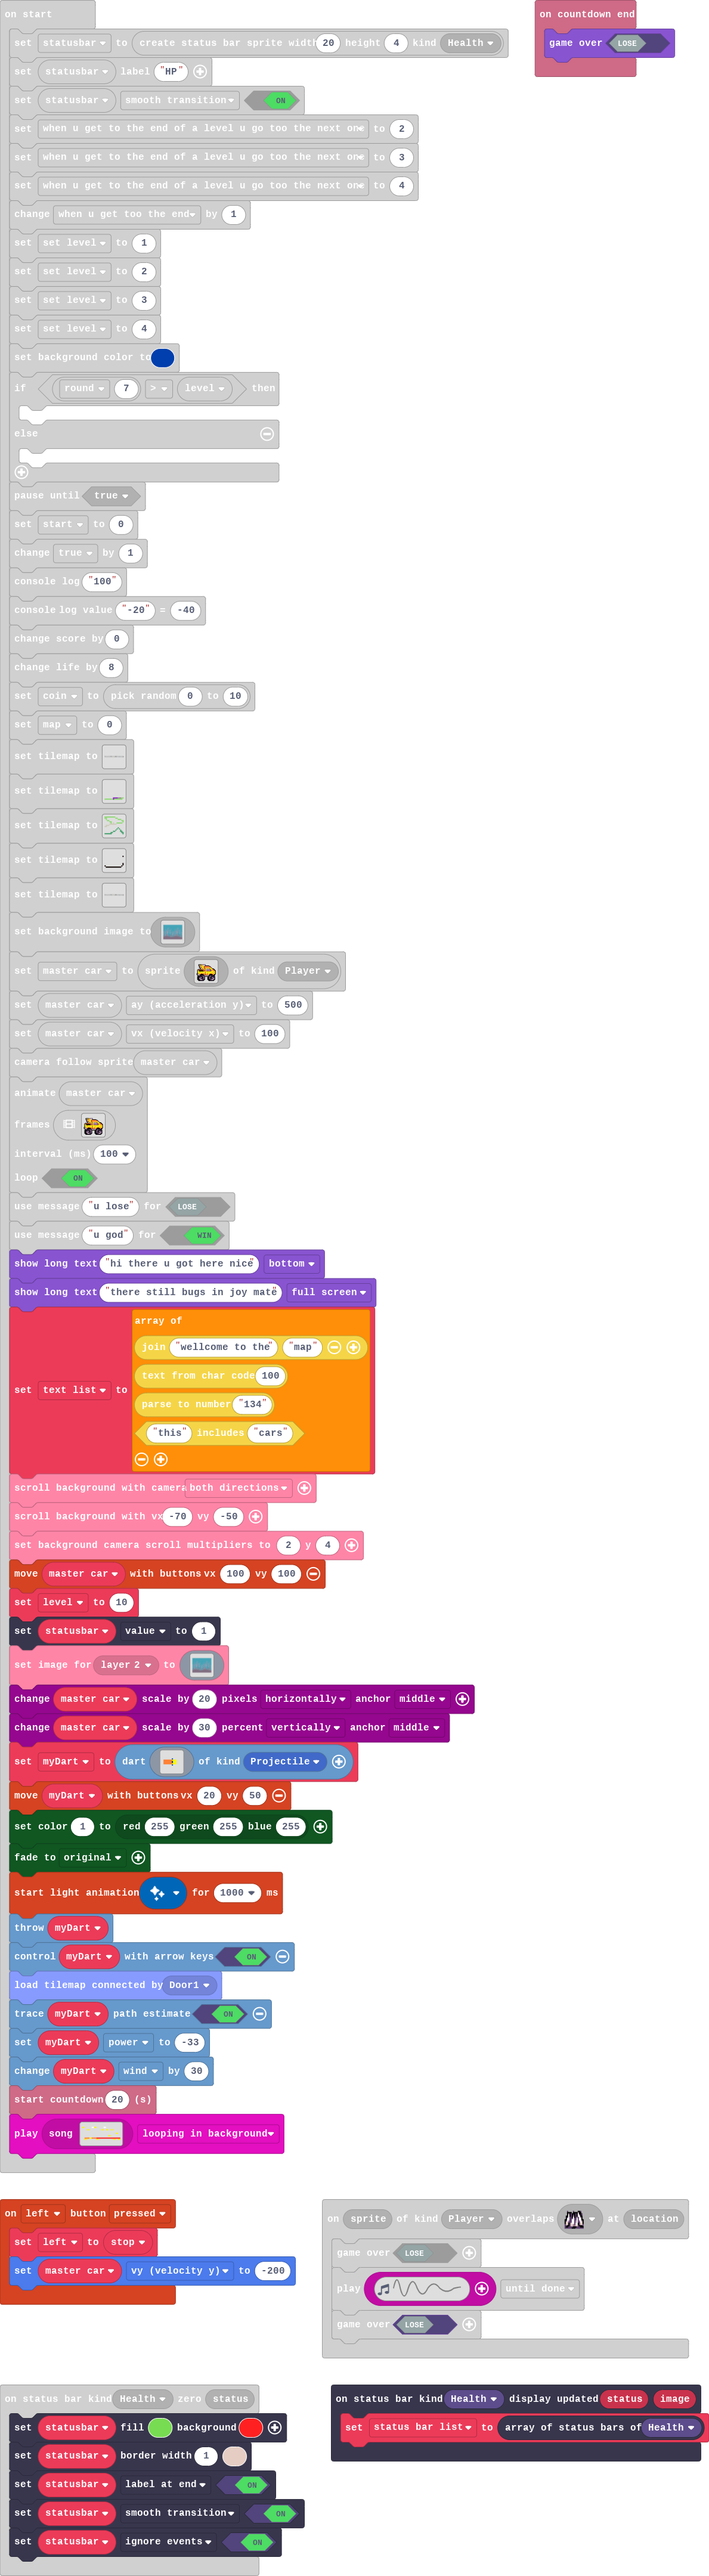 on start
on countdown end
set statusbar to create status bar sprite width 20 height 4 kind Health
game over LOSE
set statusbar label "HP"
set statusbar smooth transition ON
set when u get to the end of a level u go too the next one to 2
set when u get to the end of a level u go too the next one to 3
set when u get to the end of a level u go too the next one to 4
change when u get too the end by 1
set set level to 1
set set level to 2
set set level to 3
set set level to 4
set background color to
if round 7 > level then
else
pause until true
set start to 0
change true by 1
console log "100"
console log value "-20" = -40
change score by 0
change life by 8
set coin to pick random 0 to 10
set map to 0
set tilemap to
set tilemap to
set tilemap to
set tilemap to
set tilemap to
set background image to
set master car to sprite of kind Player
set master car ay (acceleration y) to 500
set master car vx (velocity x) to 100
camera follow sprite master car
animate master car
frames
interval (ms) 100
loop ON
use message "u lose" for LOSE
use message "u god" for WIN
show long text "hi there u got here nice" bottom
show long text "there still bugs in joy mate" full screen
set text list to array of
join "wellcome to the" "map"
text from char code 100
parse to number "134"
"this" includes "cars"
scroll background with camera both directions
scroll background with vx -70 vy -50
set background camera scroll multipliers to 2 y 4
move master car with buttons vx 100 vy 100
set level to 10
set statusbar value to 1
set image for layer 2 to
change master car scale by 20 pixels horizontally anchor middle
change master car scale by 30 percent vertically anchor middle
set myDart to dart of kind Projectile
move myDart with buttons vx 20 vy 50
set color 1 to red 255 green 255 blue 255
fade to original
start light animation for 1000 ms
throw myDart
control myDart with arrow keys ON
load tilemap connected by Door1
trace myDart path estimate ON
set myDart power to -33
change myDart wind by 30
start countdown 20 (s)
play song looping in background
on left button pressed
set left to stop
set master car vy (velocity y) to -200
on sprite of kind Player overlaps at location
game over LOSE
play until done
game over LOSE
on status bar kind Health zero status
set statusbar fill background
set statusbar border width 1
set statusbar label at end ON
set statusbar smooth transition ON
set statusbar ignore events ON
on status bar kind Health display updated status image
set status bar list to array of status bars of Health